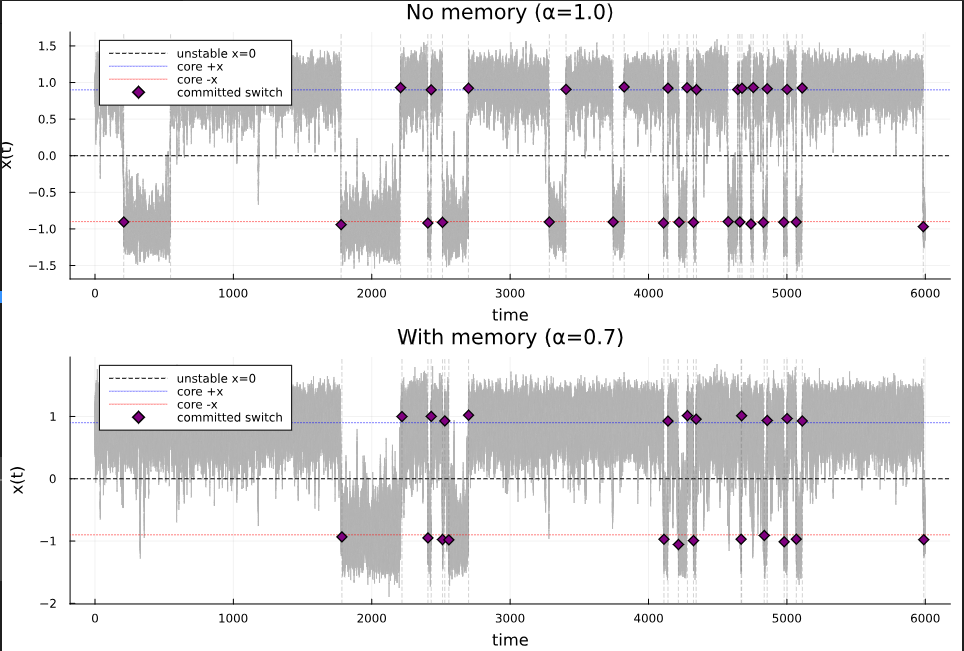 No memory (α=1.0)
1.5
1.0
0.5
0.0
−0.5
−1.0
−1.5
x(t)
unstable x=0
core +x
core -x
committed switch
0
1000
2000
3000
4000
5000
6000
time
With memory (α=0.7)
1
0
−1
−2
x(t)
unstable x=0
core +x
core -x
committed switch
0
1000
2000
3000
4000
5000
6000
time